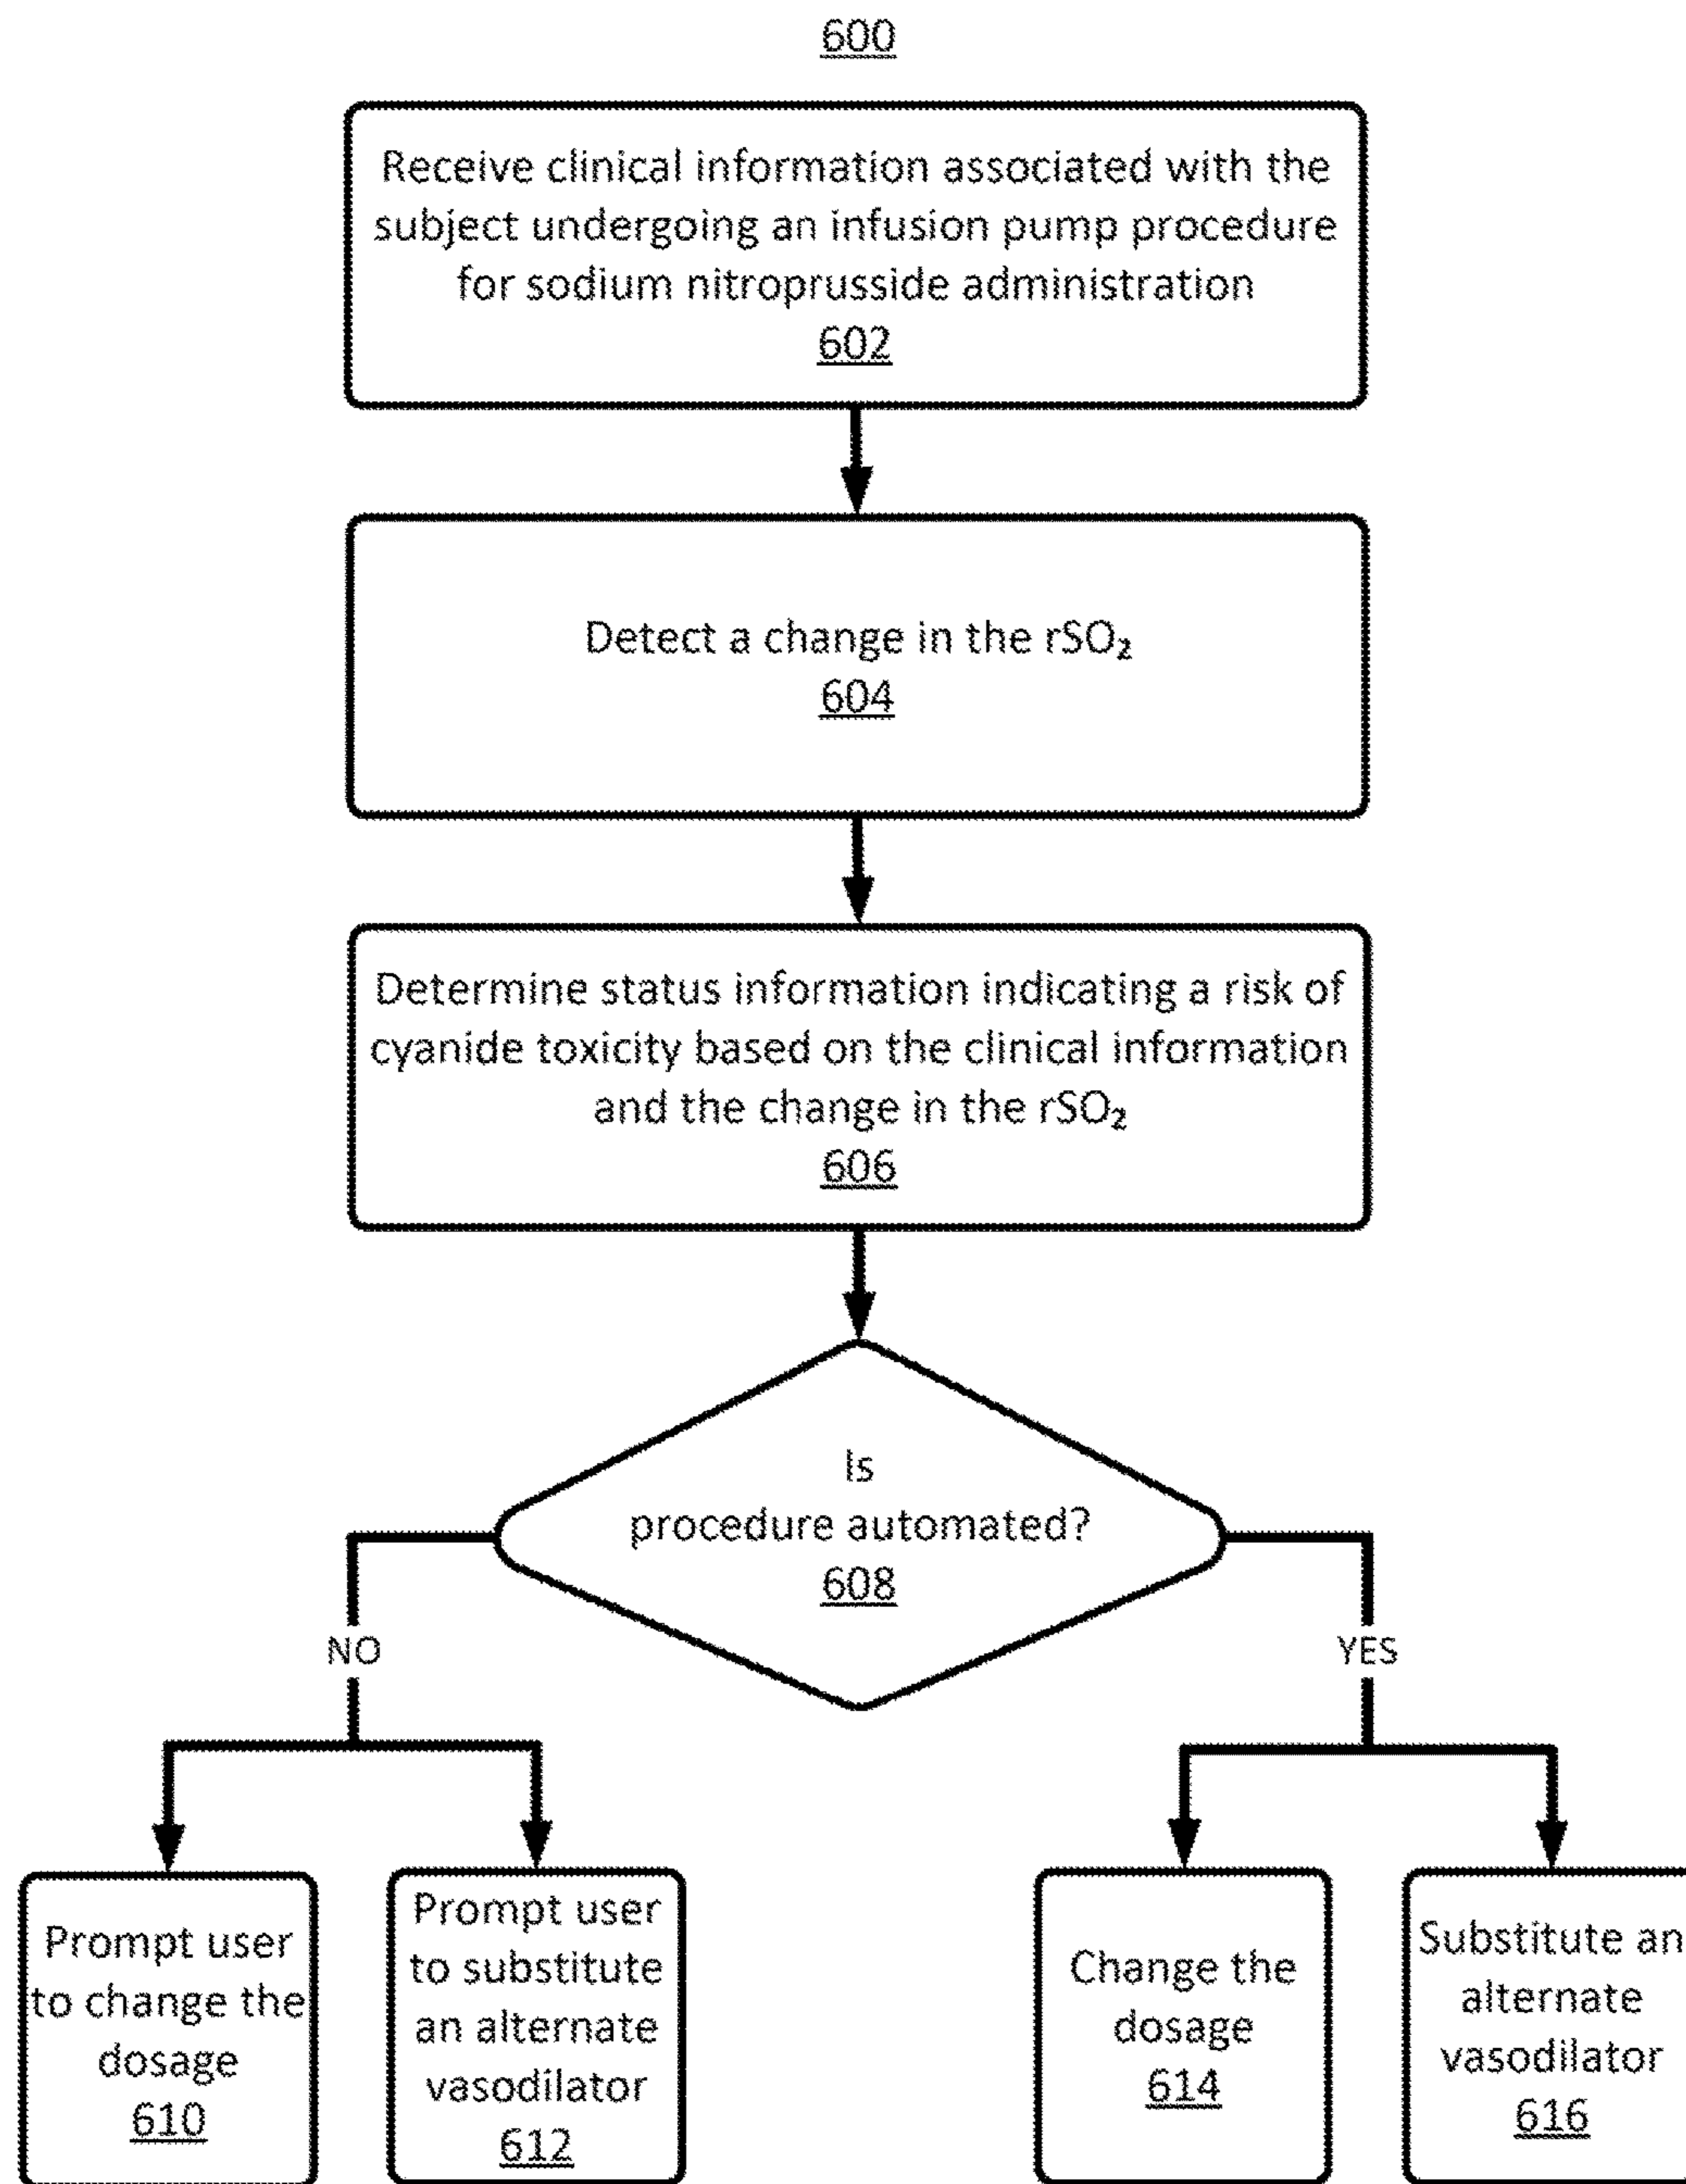 600
Receive clinical information associated with the
subject undergoing an infusion pump procedure
for sodium nitroprusside administration
602
Detect a change in the rSO₂
604
Determine status information indicating a risk of
cyanide toxicity based on the clinical information
and the change in the rSO₂
606
Is
procedure automated?
608
NO
YES
Prompt user
to change the
dosage
610
Prompt user
to substitute
an alternate
vasodilator
612
Change the
dosage
614
Substitute an
alternate
vasodilator
616